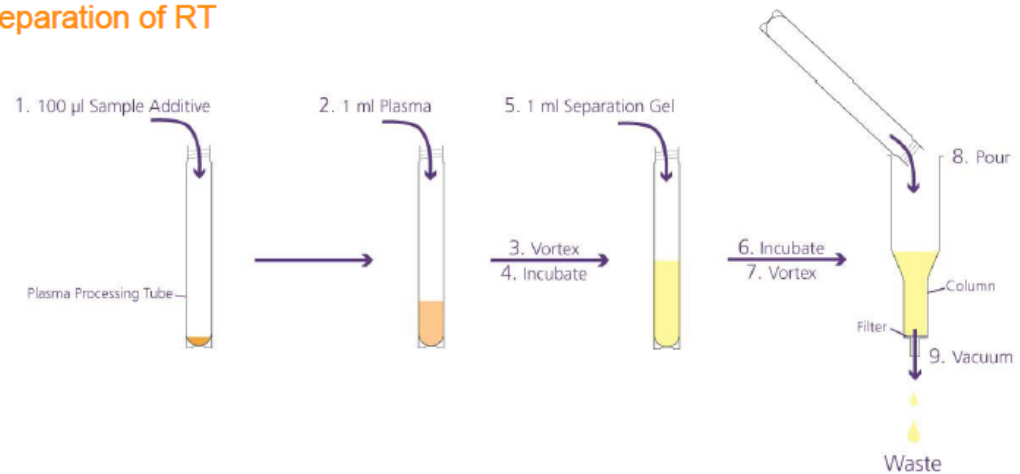 eparation of RT
1. 100 µl Sample Additive
2. 1 ml Plasma
5. 1 ml Separation Gel
8. Pour
3. Vortex
4. Incubate
6. Incubate
7. Vortex
Plasma Processing Tube
Column
Filter
9. Vacuum
Waste